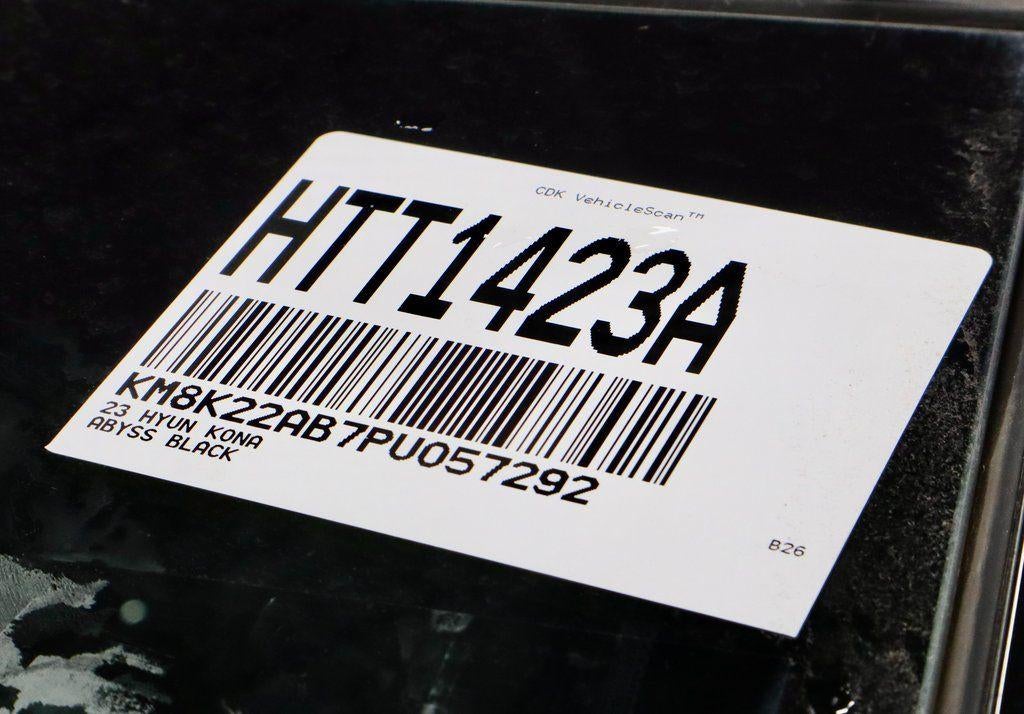 CDK VehicleScan™
HTT1423A
KM8K22AB7PU057292
23 HYUN KONA
ABYSS BLACK
B26